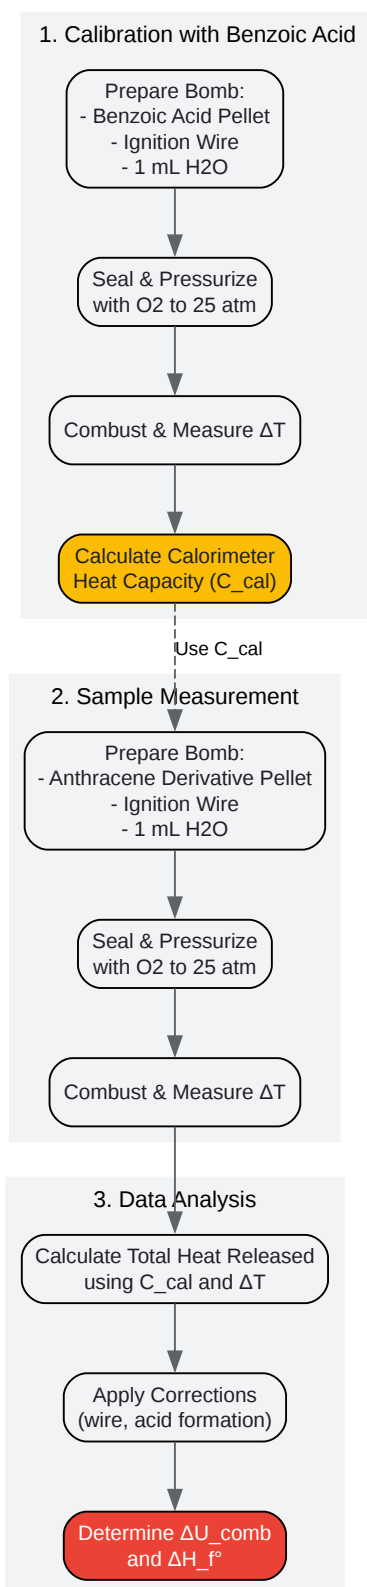 1. Calibration with Benzoic Acid
Prepare Bomb:
- Benzoic Acid Pellet
- Ignition Wire
- 1 mL H2O
Seal & Pressurize
with O2 to 25 atm
Combust & Measure ΔT
Calculate Calorimeter
Heat Capacity (C_cal)
Use C_cal
2. Sample Measurement
Prepare Bomb:
- Anthracene Derivative Pellet
- Ignition Wire
- 1 mL H2O
Seal & Pressurize
with O2 to 25 atm
Combust & Measure ΔT
3. Data Analysis
Calculate Total Heat Released
using C_cal and ΔT
Apply Corrections
(wire, acid formation)
Determine ΔU_comb
and ΔH_f°